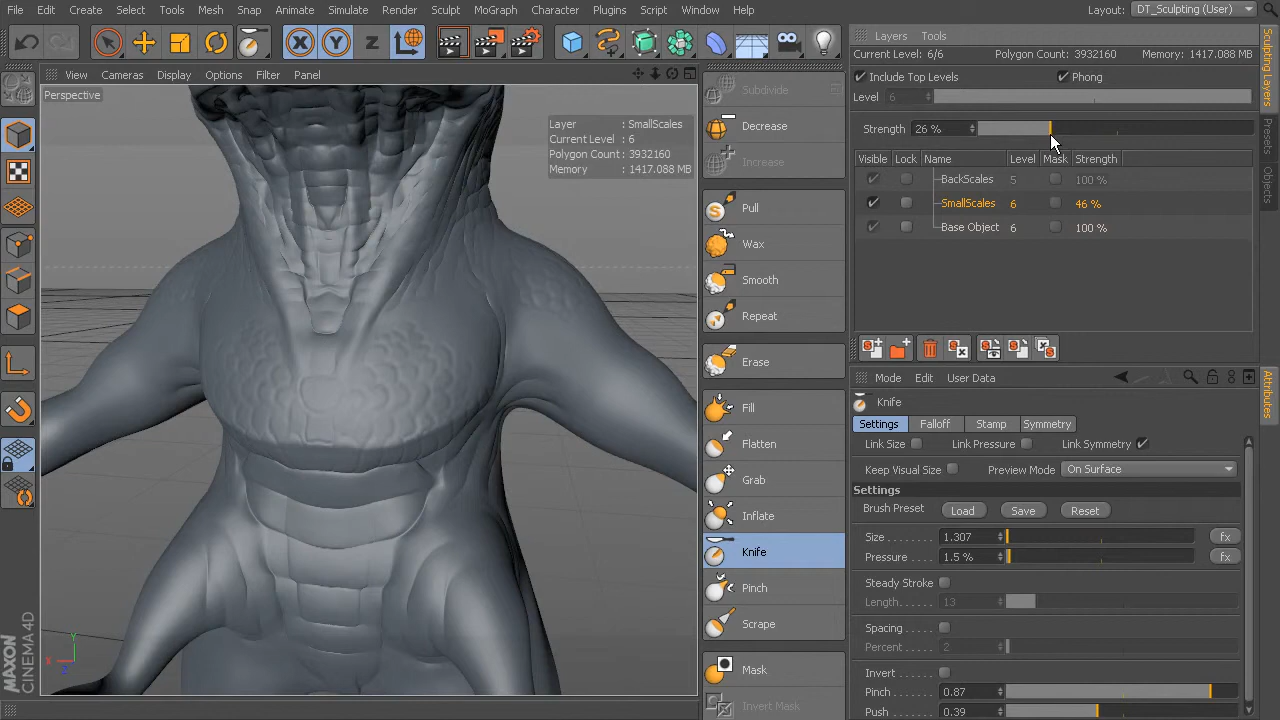 File Edit Create Select Tools Mesh Snap Animate Simulate Render Sculpt MoGraph Character Plugins Script Window Help Layout: DT_Sculpting (User)
X Y Z
View Cameras Display Options Filter Panel
Perspective
Layer : SmallScales
Current Level : 6
Polygon Count : 3932160
Memory : 1417.088 MB
Y
X
Z
MAXON
CINEMA4D
Subdivide
Decrease
Increase
Pull
Wax
Smooth
Repeat
Erase
Fill
Flatten
Grab
Inflate
Knife
Pinch
Scrape
Mask
Invert Mask
Layers Tools
Current Level: 6/6 Polygon Count: 3932160 Memory: 1417.088 MB
Include Top Levels Phong
Level 6
Strength 26 %
Visible Lock Name Level Mask Strength
BackScales 5 100 %
SmallScales 6 46 %
Base Object 6 100 %
Mode Edit User Data
Knife
Settings Falloff Stamp Symmetry
Link Size Link Pressure Link Symmetry
Keep Visual Size Preview Mode On Surface
Settings
Brush Preset Load Save Reset
Size 1.307 fx
Pressure 1.5 % fx
Steady Stroke
Length. . . . . . . 13
Spacing
Percent 2
Invert
Pinch 0.87
Push 0.39
Sculpting Layers
Presets
Objects
Attributes